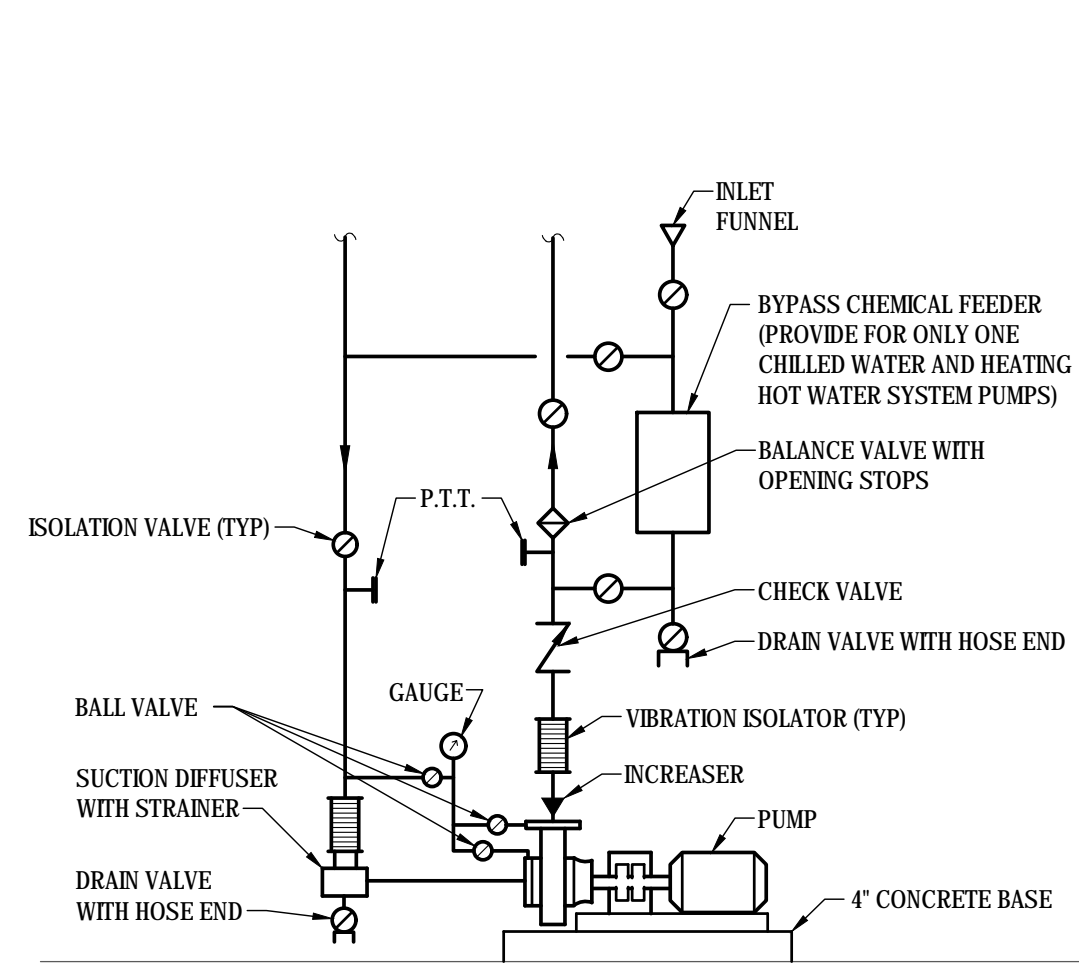 INLET
FUNNEL
BYPASS CHEMICAL FEEDER
(PROVIDE FOR ONLY ONE
CHILLED WATER AND HEATING
HOT WATER SYSTEM PUMPS)
BALANCE VALVE WITH
OPENING STOPS
P.T.T.
ISOLATION VALVE (TYP)
CHECK VALVE
DRAIN VALVE WITH HOSE END
GAUGE
BALL VALVE
VIBRATION ISOLATOR (TYP)
SUCTION DIFFUSER
WITH STRAINER
INCREASER
PUMP
DRAIN VALVE
WITH HOSE END
4" CONCRETE BASE